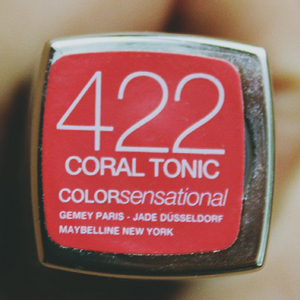 422
CORAL TONIC
COLORsensational
GEMEY PARIS - JADE DÜSSELDORF
MAYBELLINE NEW YORK